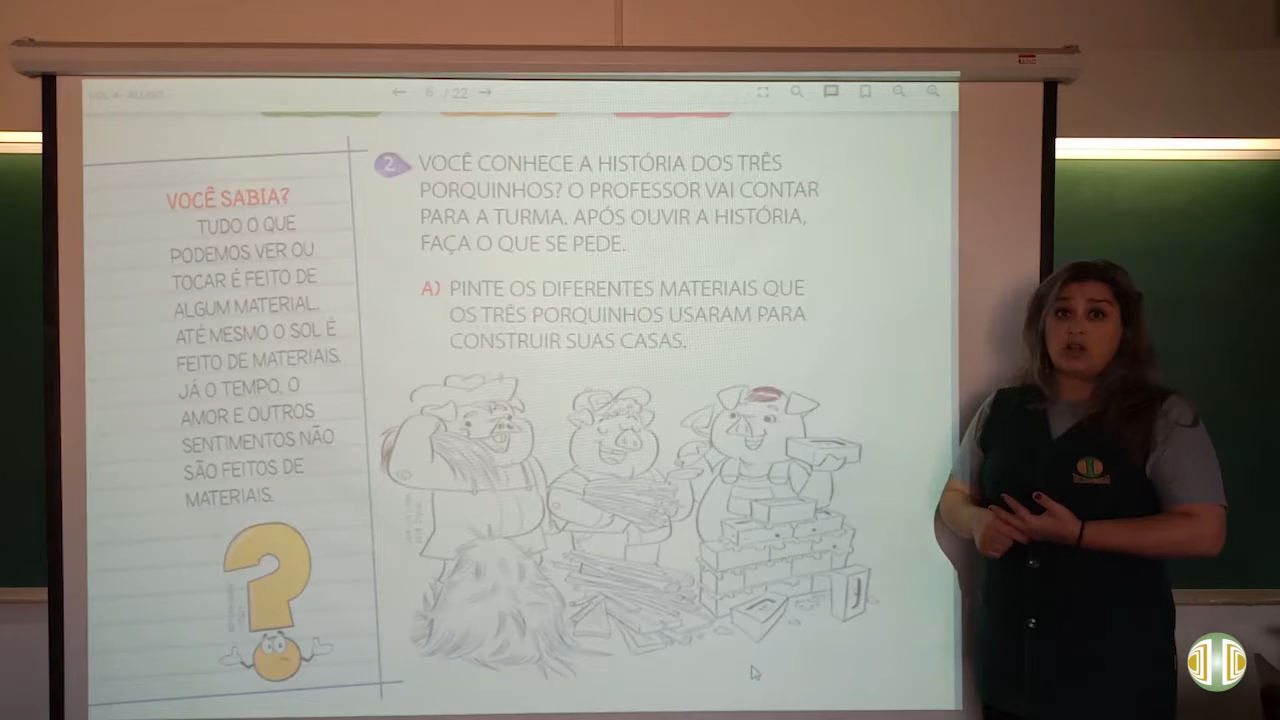 6 / 22
VOCÊ SABIA?
TUDO O QUE
PODEMOS VER OU
TOCAR É FEITO DE
ALGUM MATERIAL.
ATÉ MESMO O SOL É
FEITO DE MATERIAIS.
JÁ O TEMPO, O
AMOR E OUTROS
SENTIMENTOS NÃO
SÃO FEITOS DE
MATERIAIS.
2 VOCÊ CONHECE A HISTÓRIA DOS TRÊS
PORQUINHOS? O PROFESSOR VAI CONTAR
PARA A TURMA. APÓS OUVIR A HISTÓRIA,
FAÇA O QUE SE PEDE.
A) PINTE OS DIFERENTES MATERIAIS QUE
OS TRÊS PORQUINHOS USARAM PARA
CONSTRUIR SUAS CASAS.